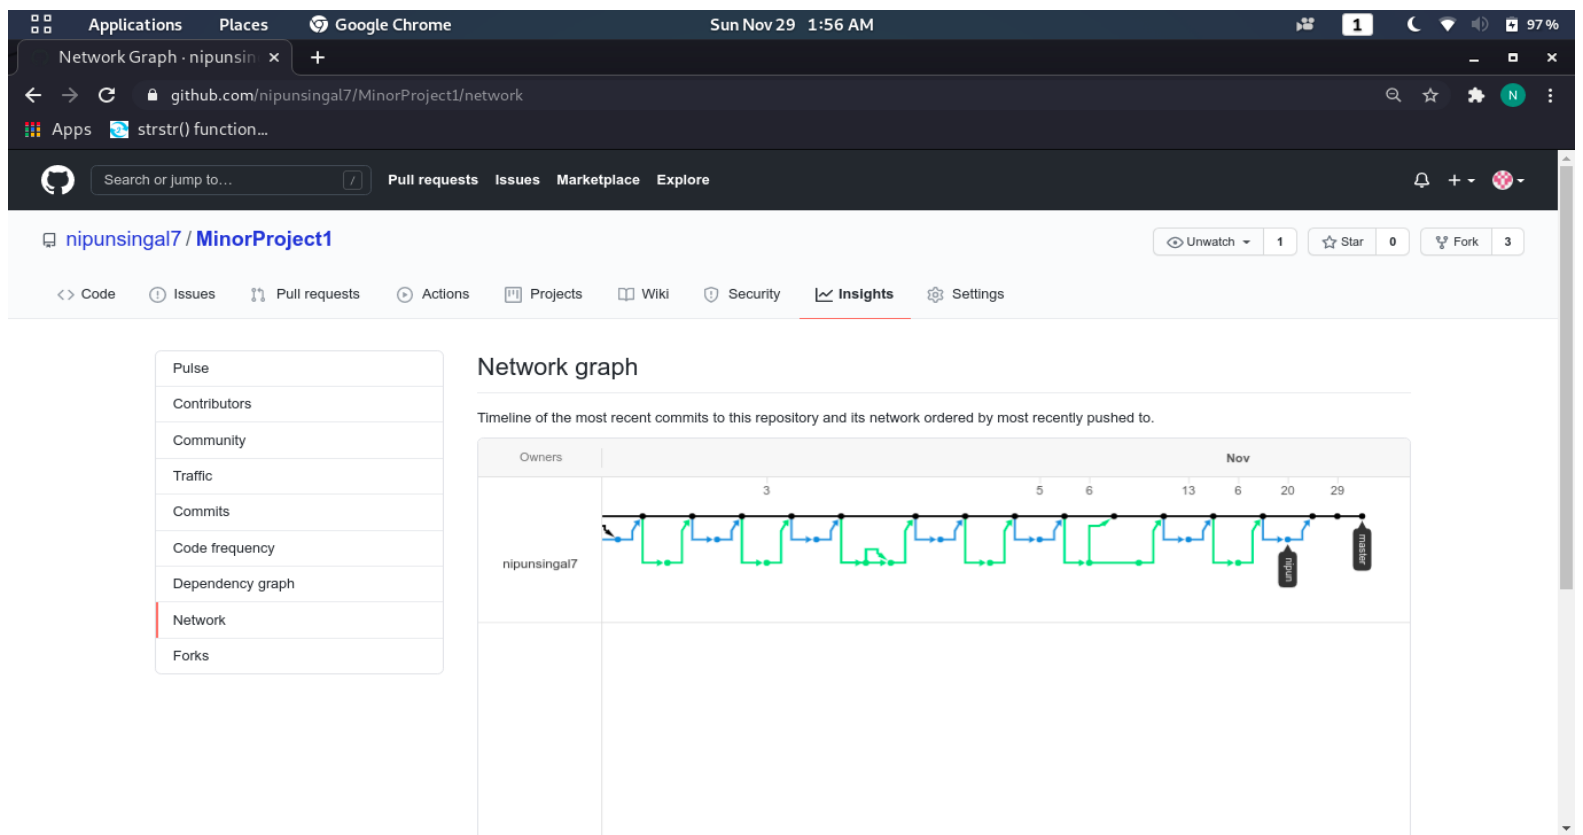 Applications Places Google Chrome Sun Nov 29 1:56 AM 1 97 %
Network Graph · nipunsin
github.com/nipunsingal7/MinorProject1/network N
Apps strstr() function...
Search or jump to... / Pull requests Issues Marketplace Explore
nipunsingal7 / MinorProject1 Unwatch 1 Star 0 Fork 3
Code Issues Pull requests Actions Projects Wiki Security Insights Settings
Pulse
Contributors
Community
Traffic
Commits
Code frequency
Dependency graph
Network
Forks
Network graph
Timeline of the most recent commits to this repository and its network ordered by most recently pushed to.
Owners Nov
3 5 6 13 6 20 29
nipunsingal7
nipun
master